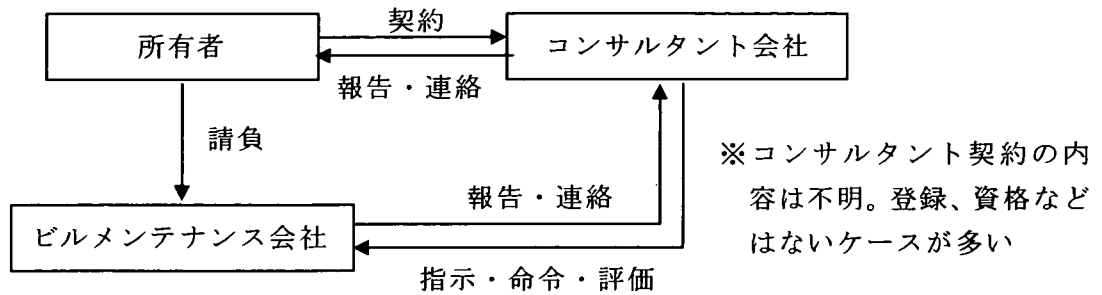 契約
所有者
コンサルタント会社
報告・連絡
請負
※コンサルタント契約の内
容は不明。登録、資格など
はないケースが多い
報告・連絡
ビルメンテナンス会社
指示・命令・評価